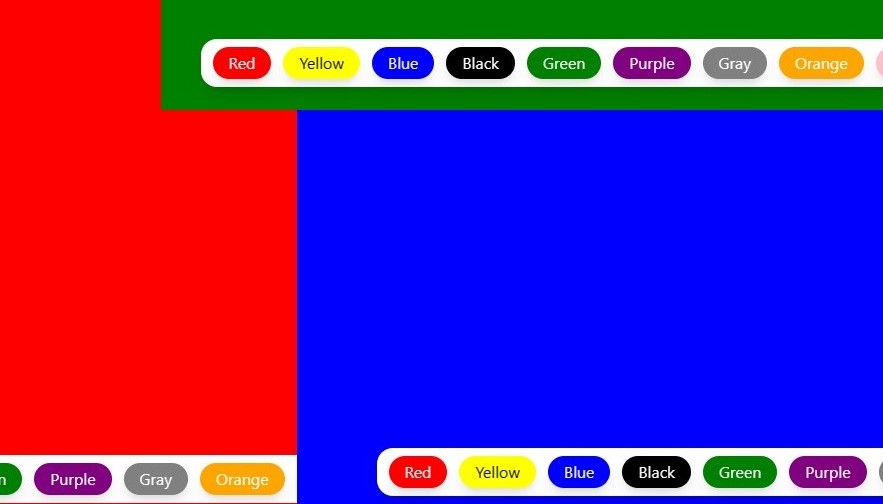 Red Yellow Blue Black Green Purple Gray Orange
n Purple Gray Orange
Red Yellow Blue Black Green Purple